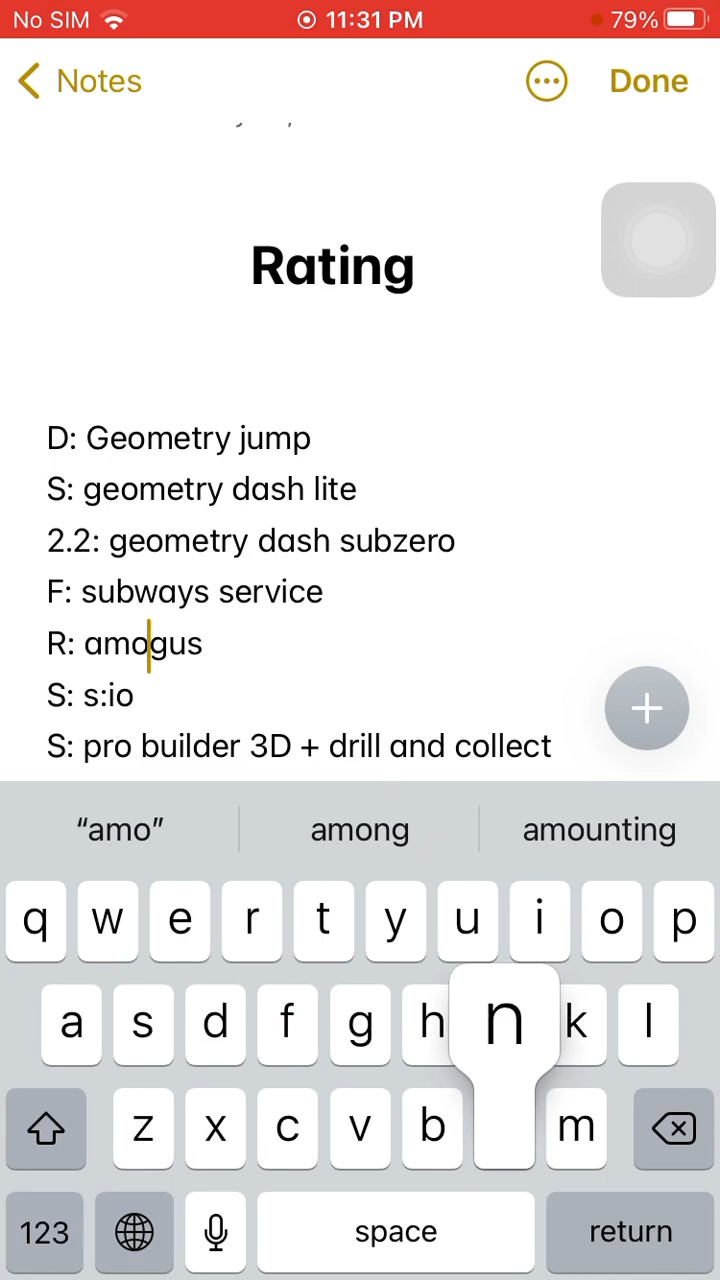 No SIM 11:31 PM 79%
Notes Done
Rating
D: Geometry jump
S: geometry dash lite
2.2: geometry dash subzero
F: subways service
R: amogus
S: s:io
S: pro builder 3D + drill and collect
“amo” among amounting
q w e r t y u i o p
a s d f g h n k l
z x c v b m
123 space return